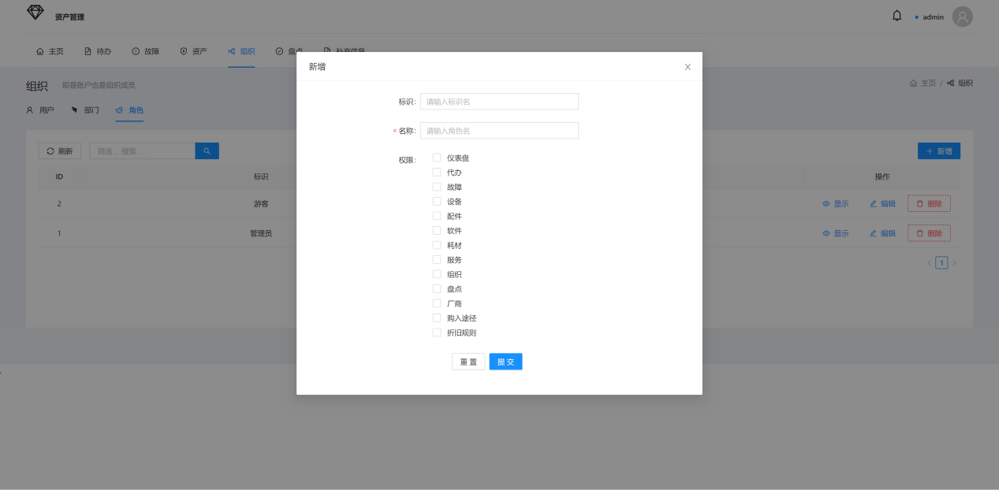 资产管理
admin
主页 待办 故障 资产 组织 盘点 补充信息
组织 即是账户也是组织成员
主页 / 组织
用户 部门 角色
刷新 筛选、搜索 ...
+ 新增
ID 标识 操作
2 游客 显示 编辑 删除
1 管理员 显示 编辑 删除
< 1 >
新增
标识: 请输入标识名
* 名称: 请输入角色名
权限:
仪表盘
代办
故障
设备
配件
软件
耗材
服务
组织
盘点
厂商
购入途径
折旧规则
重置 提交